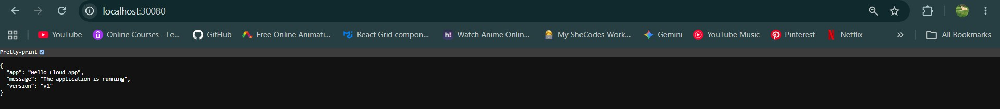 localhost:30080
YouTube Online Courses - Le... GitHub Free Online Animati... React Grid compon... h! Watch Anime Onlin... My SheCodes Work... Gemini YouTube Music Pinterest Netflix » All Bookmarks
Pretty-print
{
  "app": "Hello Cloud App",
  "message": "The application is running",
  "version": "v1"
}